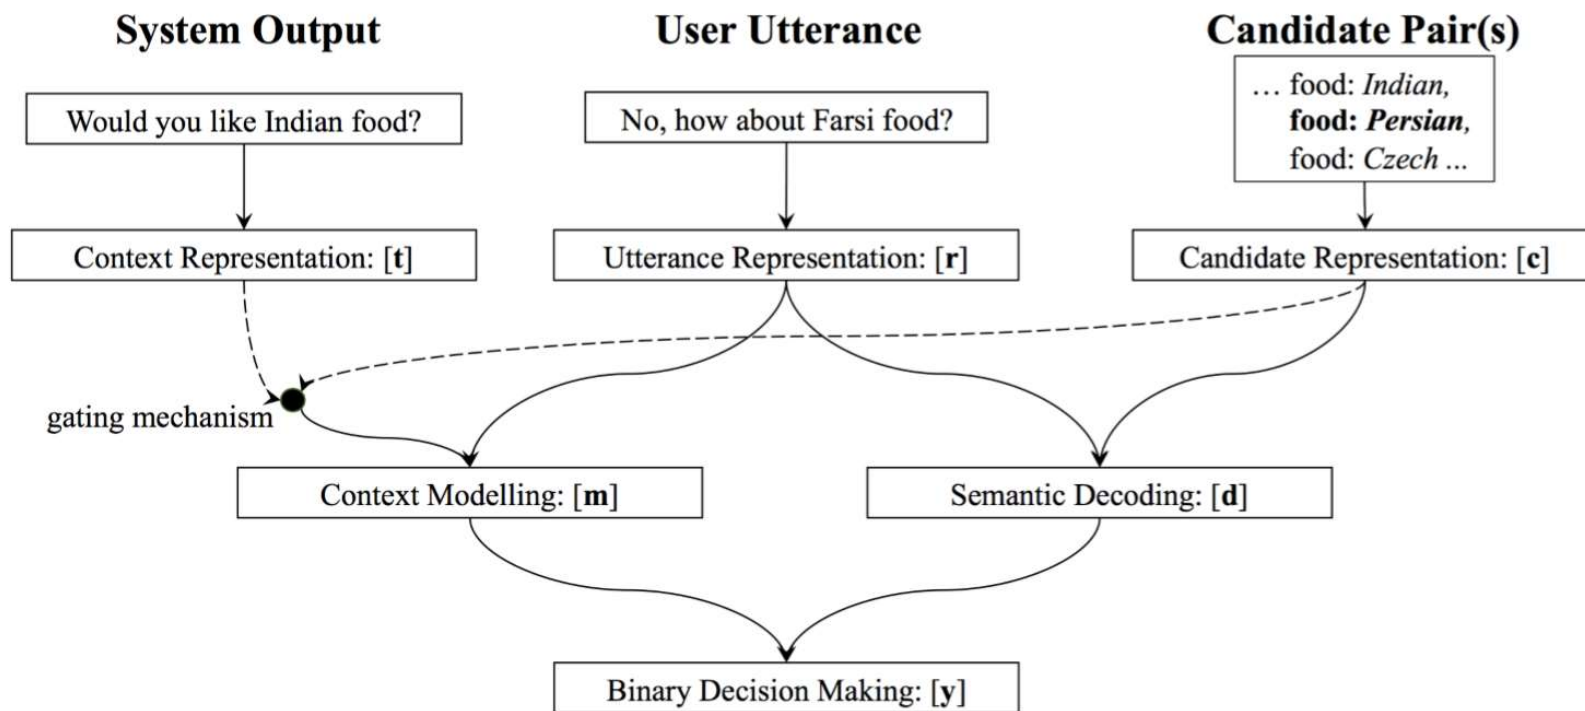 System Output
User Utterance
Candidate Pair(s)
Would you like Indian food?
No, how about Farsi food?
... food: Indian,
food: Persian,
food: Czech ...
Context Representation: [t]
Utterance Representation: [r]
Candidate Representation: [c]
gating mechanism
Context Modelling: [m]
Semantic Decoding: [d]
Binary Decision Making: [y]